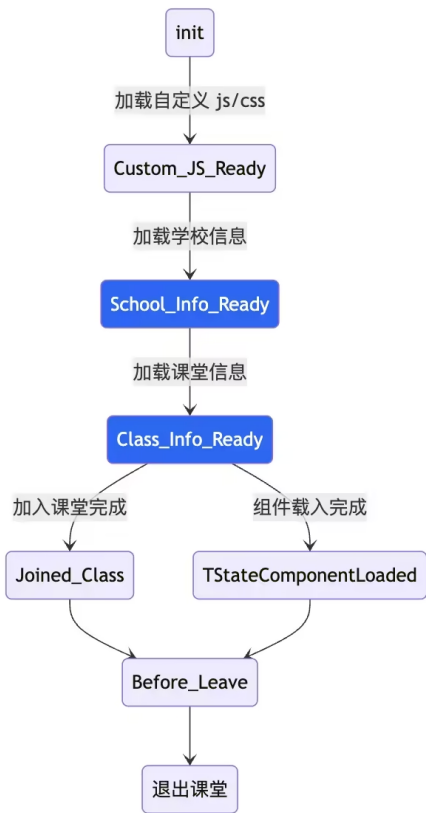 init
加载自定义 js/css
Custom_JS_Ready
加载学校信息
School_Info_Ready
加载课堂信息
Class_Info_Ready
加入课堂完成
组件载入完成
Joined_Class
TStateComponentLoaded
Before_Leave
退出课堂